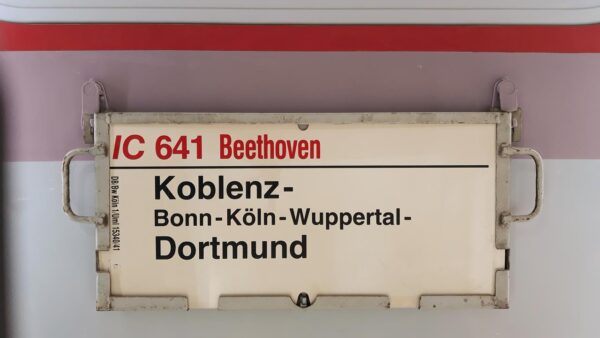 IC 641 Beethoven
Koblenz-
Bonn-Köln-Wuppertal-
Dortmund